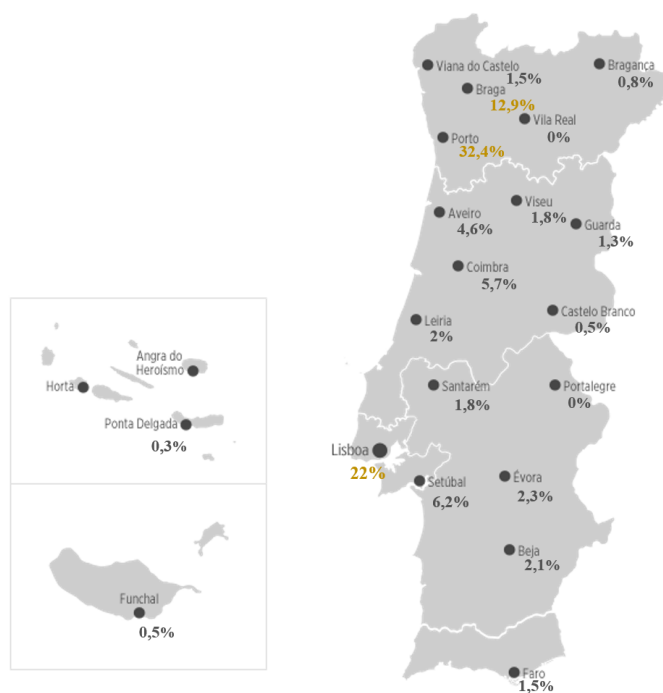 Viana do Castelo
1,5%
Bragança
0,8%
Braga
12,9%
Vila Real
0%
Porto
32,4%
Viseu
1,8%
Aveiro
4,6%
Guarda
1,3%
Coimbra
5,7%
Castelo Branco
0,5%
Leiria
2%
Angra do
Heroísmo
Horta
Ponta Delgada
0,3%
Santarém
1,8%
Portalegre
0%
Lisboa
22%
Setúbal
6,2%
Évora
2,3%
Beja
2,1%
Funchal
0,5%
Faro
1,5%